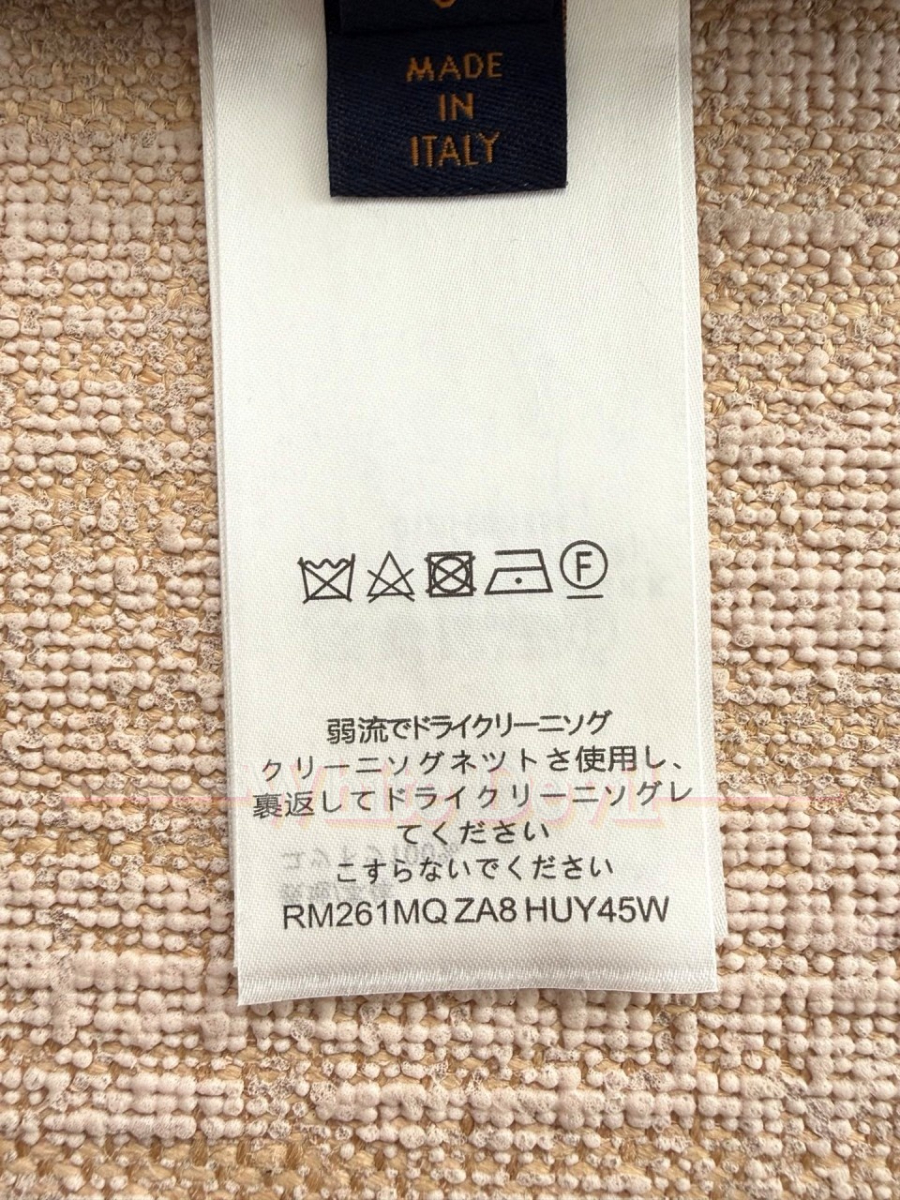 MADE
IN
ITALY
F
弱流でドライクリーニソグ
クリーニソグネツトさ使用し、
裏返してドライクリーニソグレ
てください
こすらないでください
RM261MQ ZA8 HUY45W